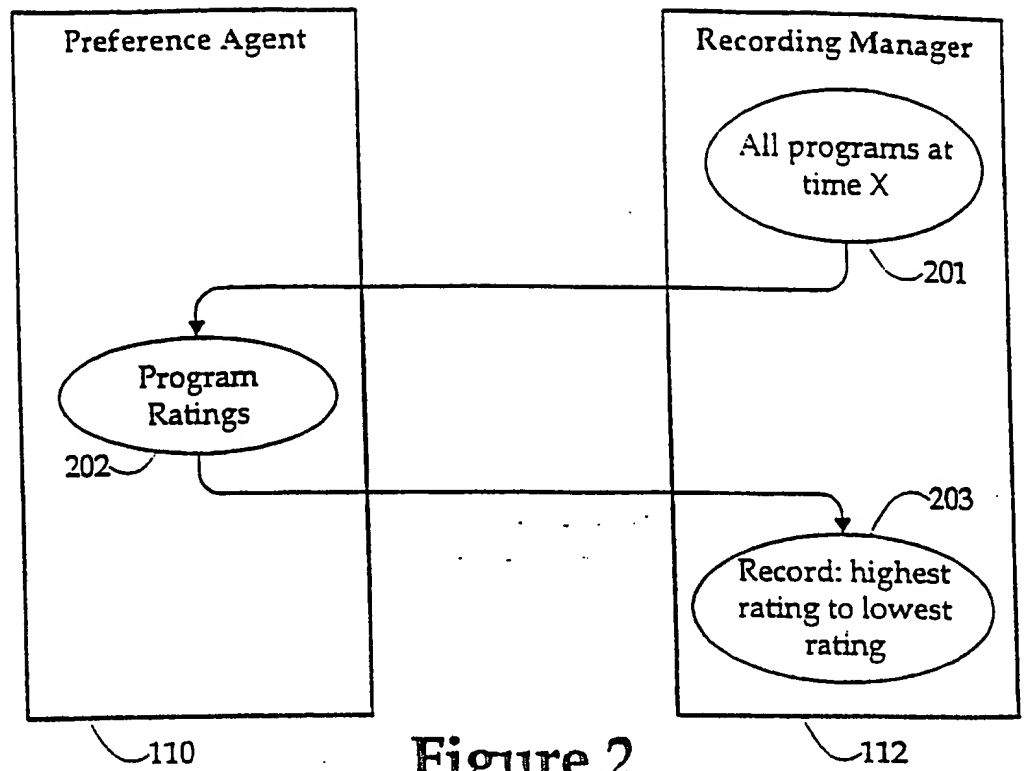 Preference Agent
Recording Manager
All programs at
time X
201
Program
Ratings
202
203
Record: highest
rating to lowest
rating
110
112
Figure 2